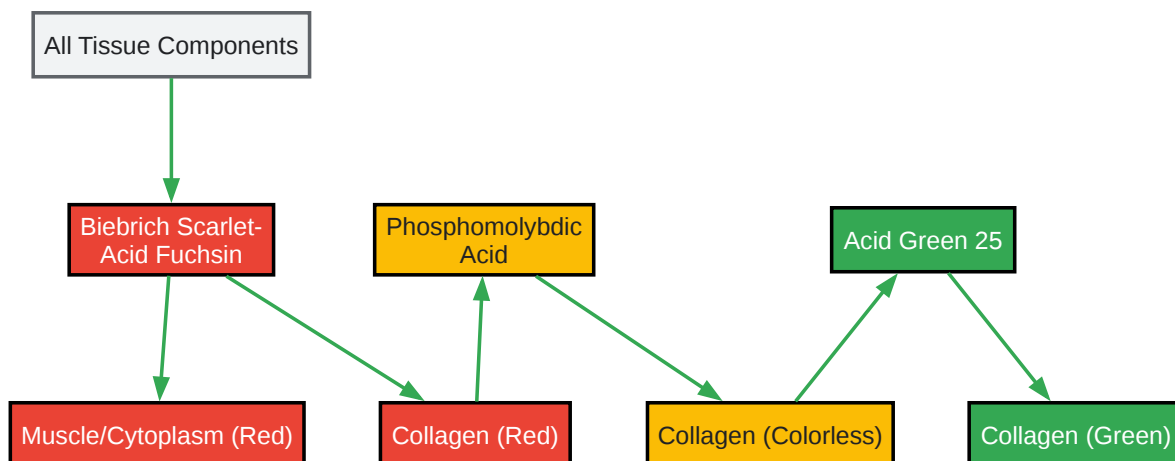 All Tissue Components
Biebrich Scarlet-
Acid Fuchsin
Phosphomolybdic
Acid
Acid Green 25
Muscle/Cytoplasm (Red)
Collagen (Red)
Collagen (Colorless)
Collagen (Green)